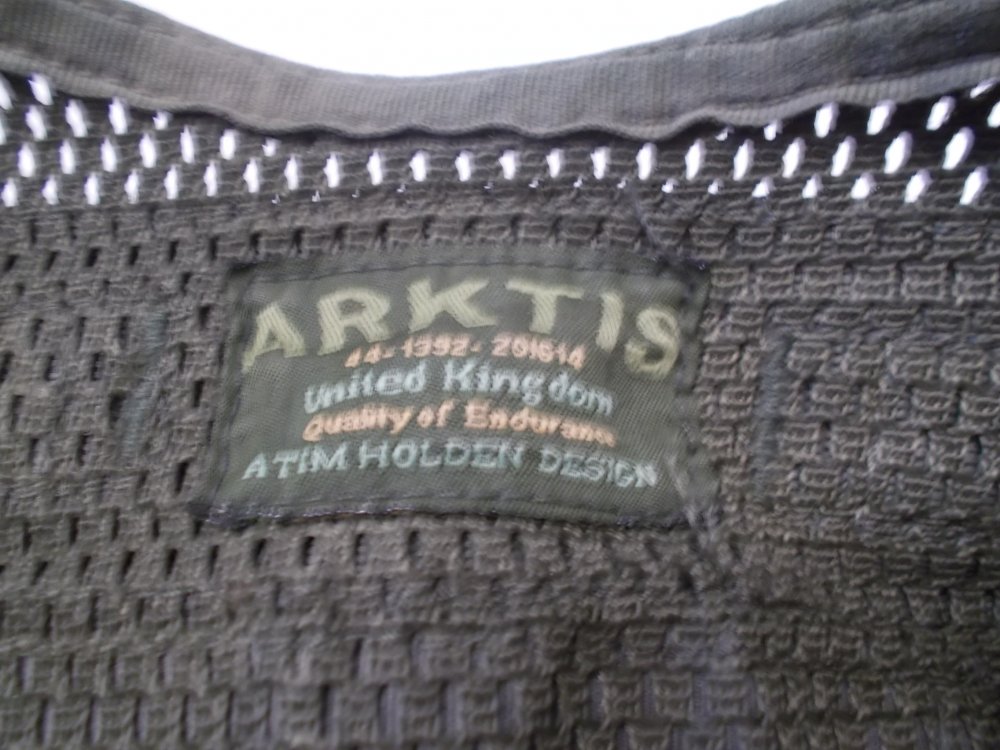 ARKTIS
44-1392-201614
United Kingdom
Quality of Endurance
A TIM HOLDEN DESIGN